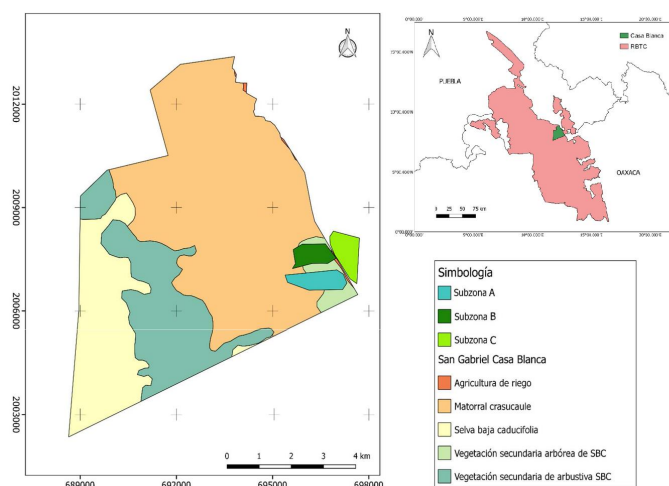 N
2012000
2009000
2006000
2003000
0 1 2 3 4 km
689000 692000 695000 698000
N
Casa Blanca
RBTC
PUEBLA
OAXACA
0 25 50 75 km
Simbología
Subzona A
Subzona B
Subzona C
San Gabriel Casa Blanca
Agricultura de riego
Matorral crasucaule
Selva baja caducifolia
Vegetación secundaria arbórea de SBC
Vegetación secundaria de arbustiva SBC